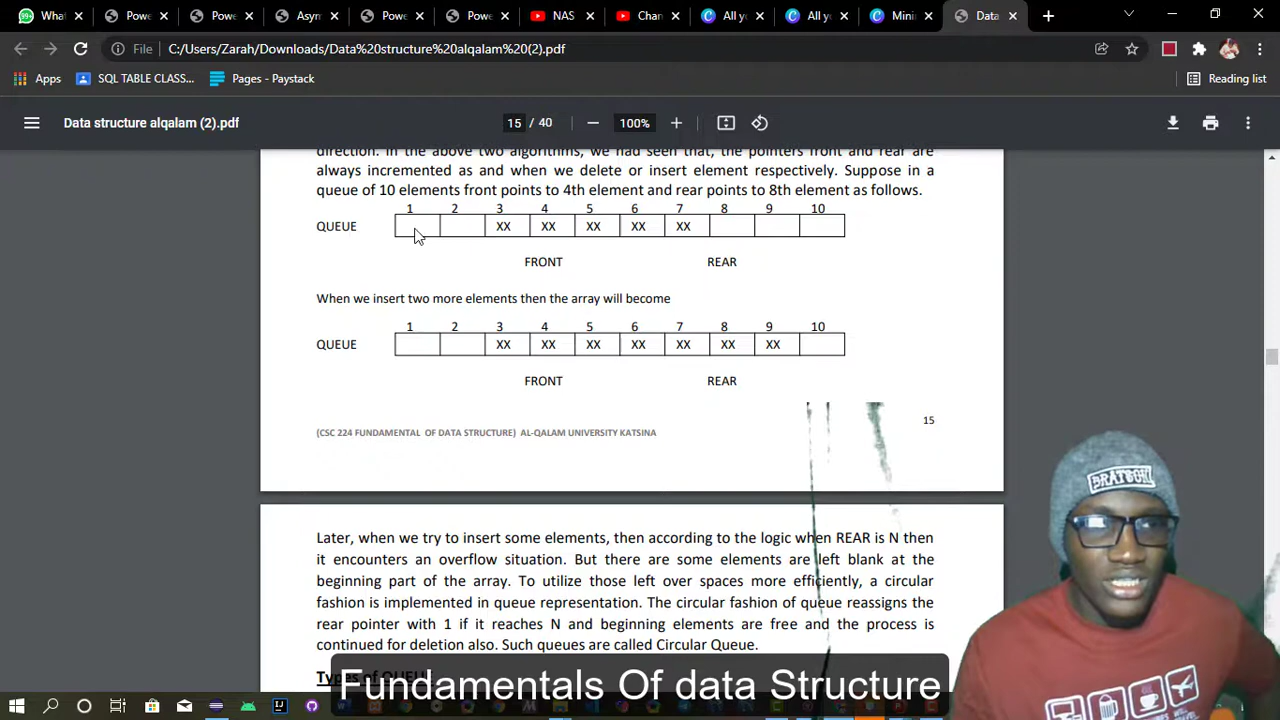 What
Powe
Powe
Asym
Powe
Powe
NAS
Chan
All yo
All yo
Mini
Data
File
C:/Users/Zarah/Downloads/Data%20structure%20alqalam%20(2).pdf
Apps
SQL TABLE CLASS...
Pages - Paystack
Reading list
Data structure alqalam (2).pdf
15 / 40
100%
direction. In the above two algorithms, we had seen that, the pointers front and rear are
always incremented as and when we delete or insert element respectively. Suppose in a
queue of 10 elements front points to 4th element and rear points to 8th element as follows.
1 2 3 4 5 6 7 8 9 10
QUEUE XX XX XX XX XX
FRONT REAR
When we insert two more elements then the array will become
1 2 3 4 5 6 7 8 9 10
QUEUE XX XX XX XX XX XX XX
FRONT REAR
15
(CSC 224 FUNDAMENTAL OF DATA STRUCTURE) AL-QALAM UNIVERSITY KATSINA
Later, when we try to insert some elements, then according to the logic when REAR is N then
it encounters an overflow situation. But there are some elements are left blank at the
beginning part of the array. To utilize those left over spaces more efficiently, a circular
fashion is implemented in queue representation. The circular fashion of queue reassigns the
rear pointer with 1 if it reaches N and beginning elements are free and the process is
continued for deletion also. Such queues are called Circular Queue.
Types of QUEUE
Fundamentals Of data Structure
BRATSON